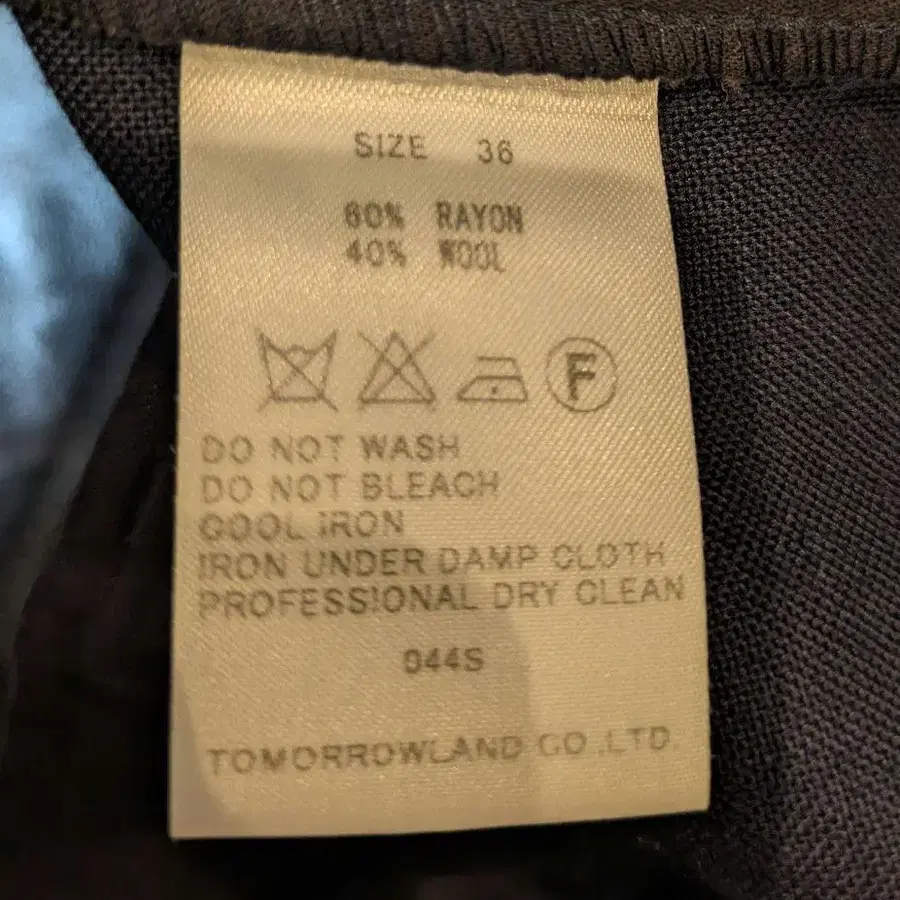 SIZE 36
60% RAYON
40% WOOL
F
DO NOT WASH
DO NOT BLEACH
COOL IRON
IRON UNDER DAMP CLOTH
PROFESSIONAL DRY CLEAN
044S
TOMORROWLAND CO.,LTD.